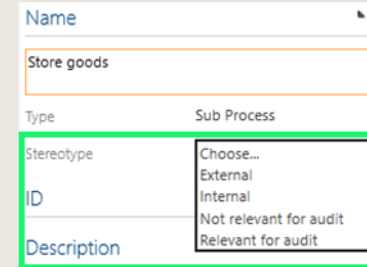 Name
Store goods
Type Sub Process
Stereotype Choose...
External
ID Internal
Not relevant for audit
Description Relevant for audit